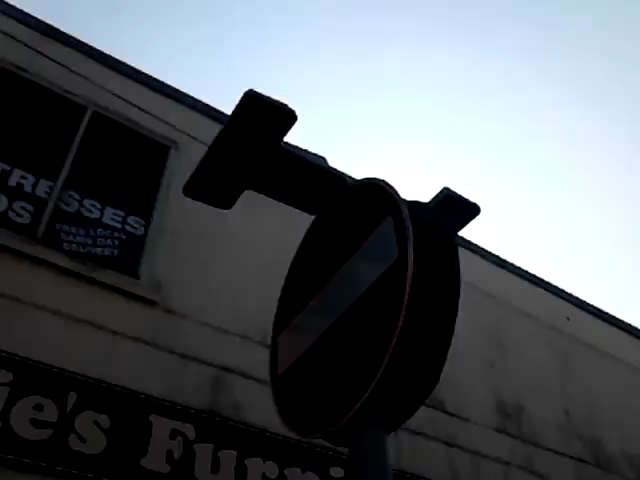 TRESSES
DS
FREE LOCAL
SAME DAY
DELIVERY
ie's Furni